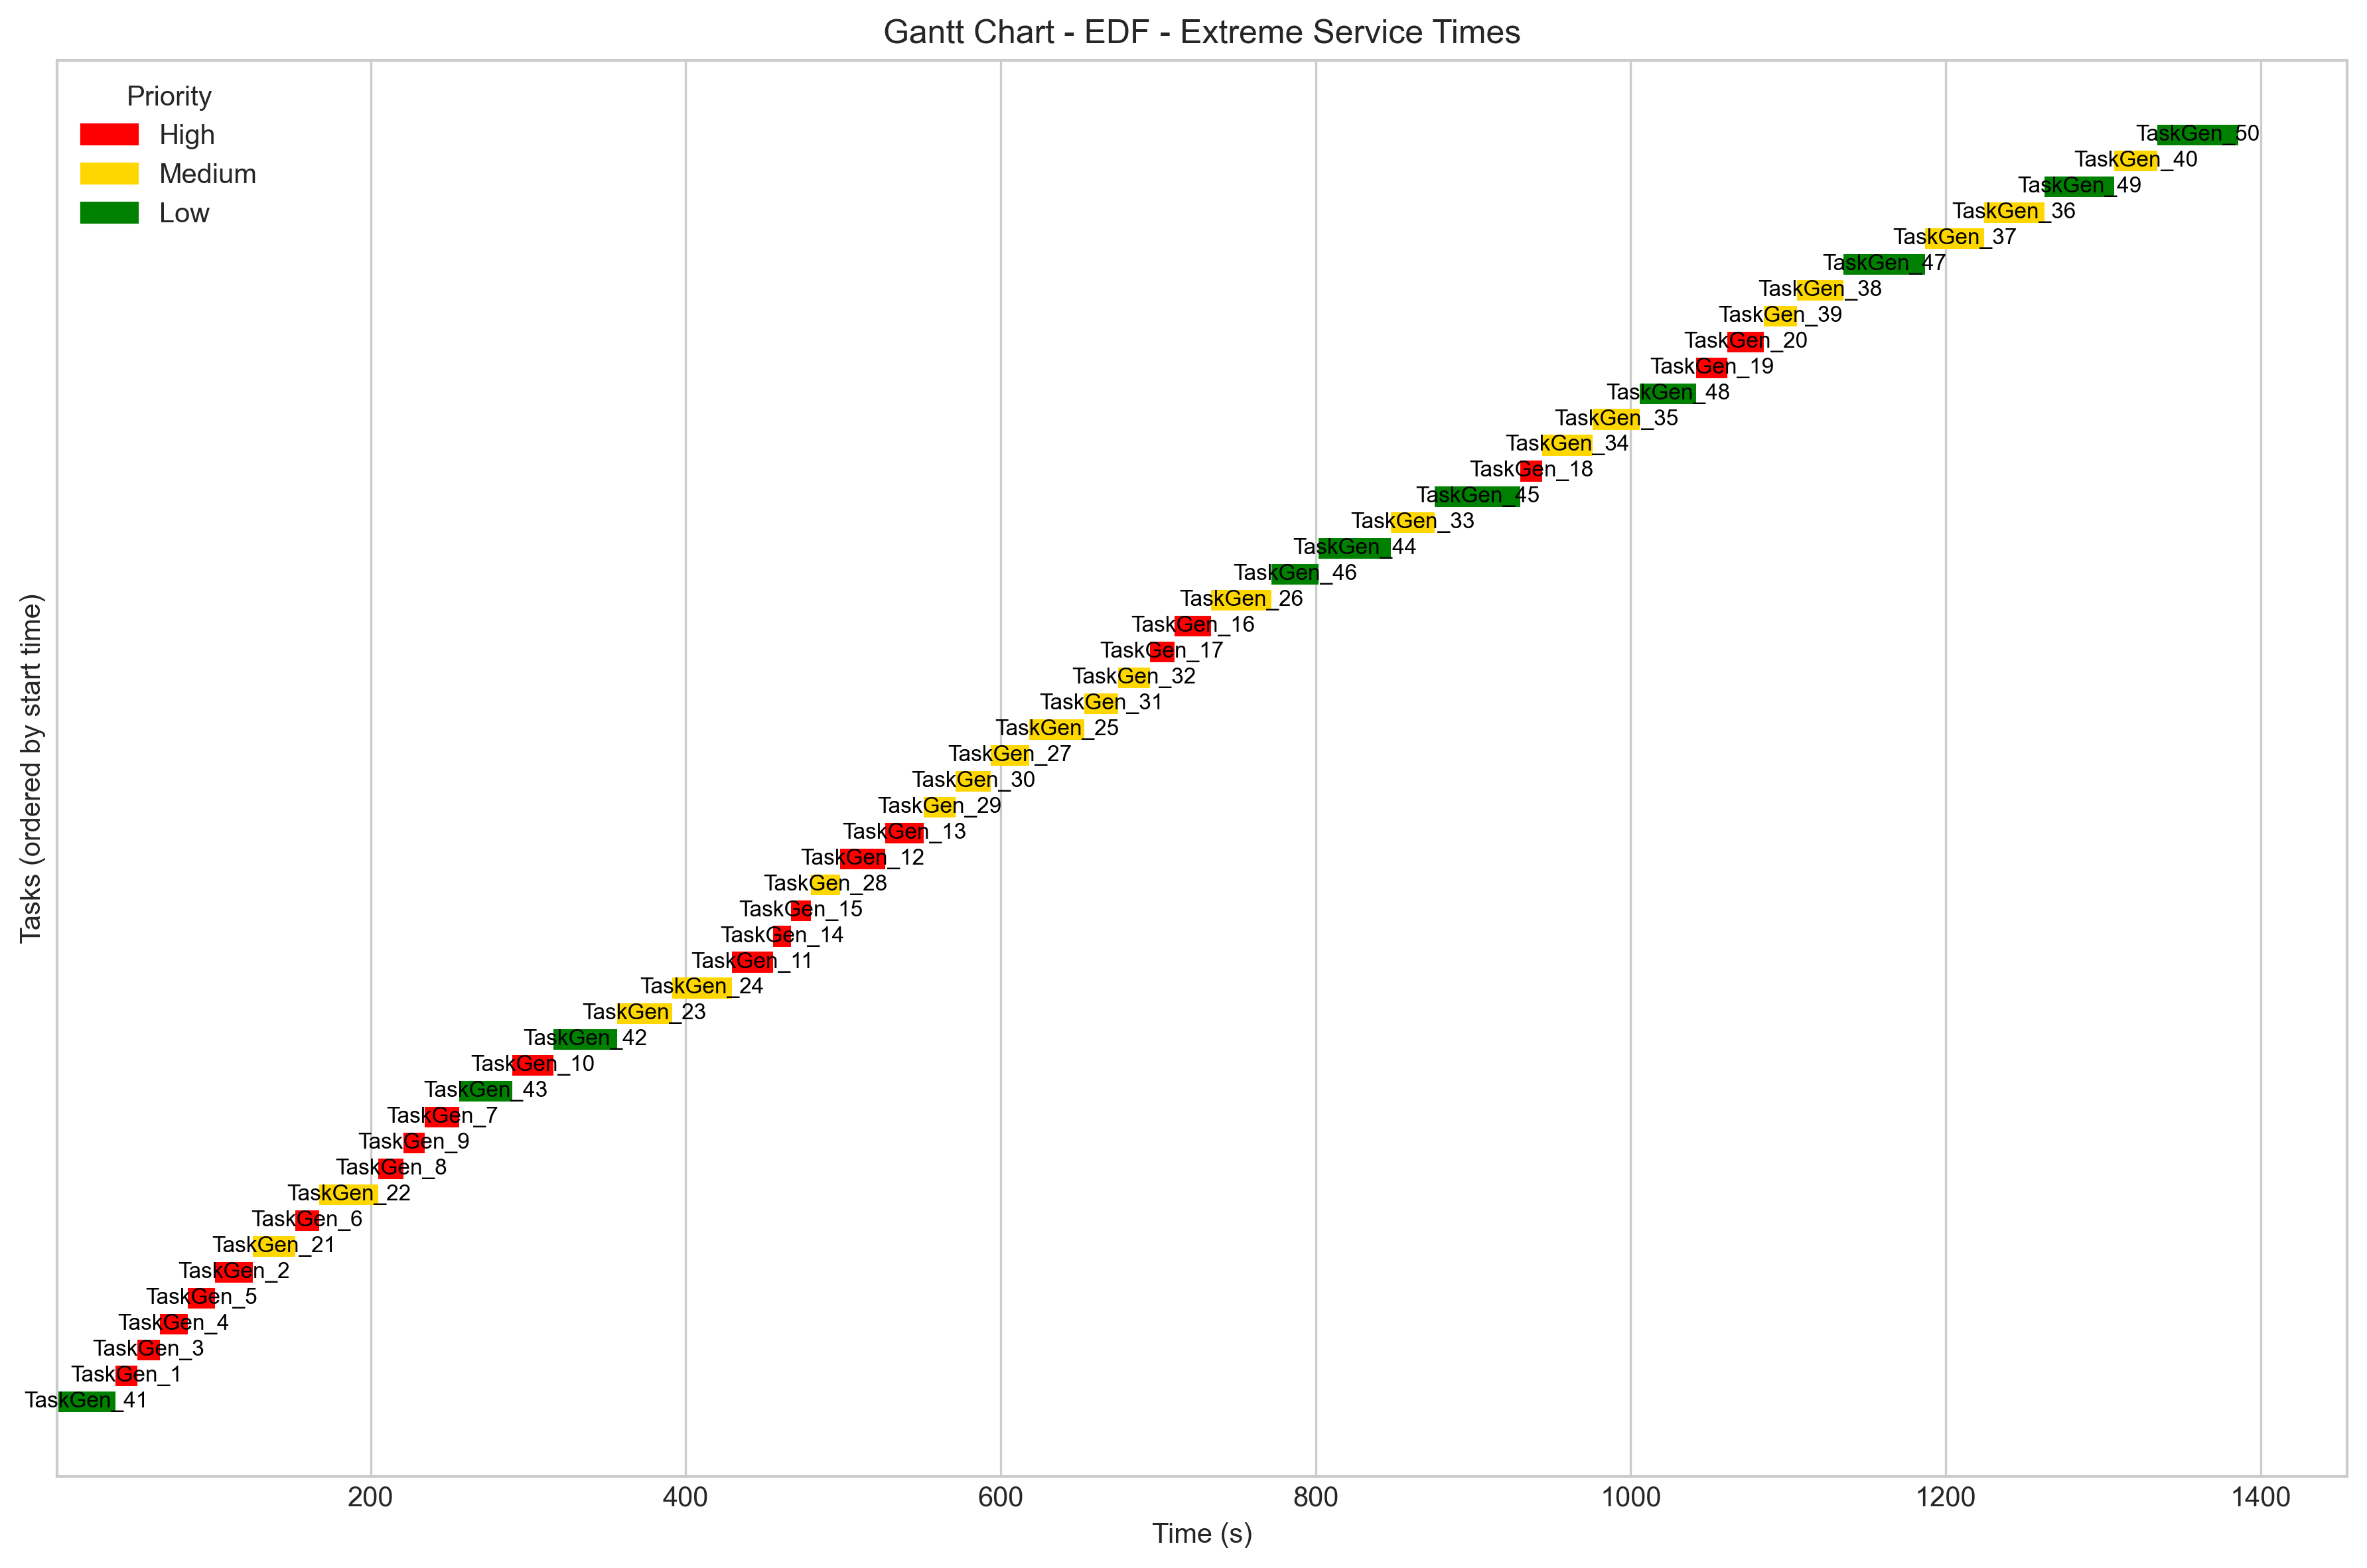 Gantt Chart - EDF - Extreme Service Times
Priority
High
Medium
Low
TaskGen_50
TaskGen_40
TaskGen_49
TaskGen_36
TaskGen_37
TaskGen_47
TaskGen_38
TaskGen_39
TaskGen_20
TaskGen_19
TaskGen_48
TaskGen_35
TaskGen_34
TaskGen_18
TaskGen_45
TaskGen_33
TaskGen_44
TaskGen_46
TaskGen_26
TaskGen_16
TaskGen_17
TaskGen_32
TaskGen_31
TaskGen_25
TaskGen_27
TaskGen_30
TaskGen_29
TaskGen_13
TaskGen_12
TaskGen_28
TaskGen_15
TaskGen_14
TaskGen_11
TaskGen_24
TaskGen_23
TaskGen_42
TaskGen_10
TaskGen_43
TaskGen_7
TaskGen_9
TaskGen_8
TaskGen_22
TaskGen_6
TaskGen_21
TaskGen_2
TaskGen_5
TaskGen_4
TaskGen_3
TaskGen_1
TaskGen_41
Tasks (ordered by start time)
200 400 600 800 1000 1200 1400
Time (s)